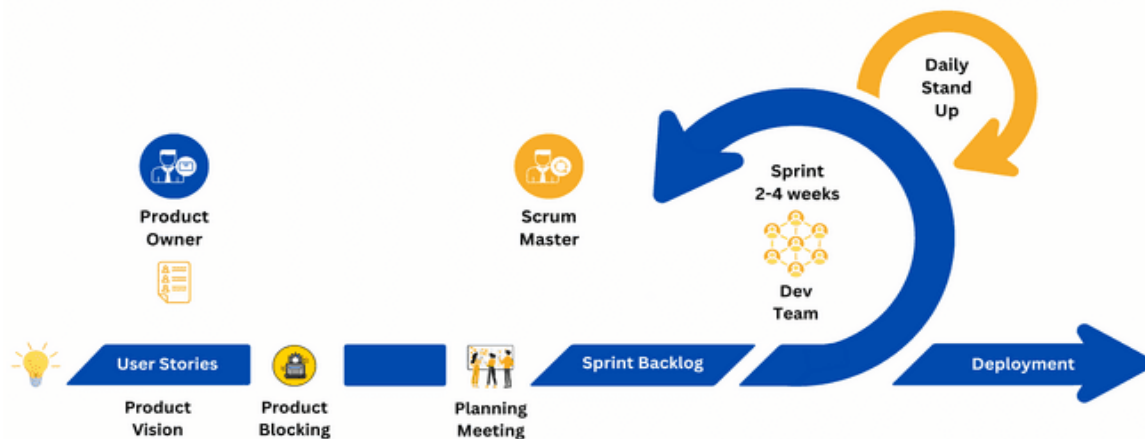 Daily
Stand
Up
Sprint
2-4 weeks
Product
Owner
Scrum
Master
Dev
Team
User Stories
Sprint Backlog
Deployment
Product
Vision
Product
Blocking
Planning
Meeting